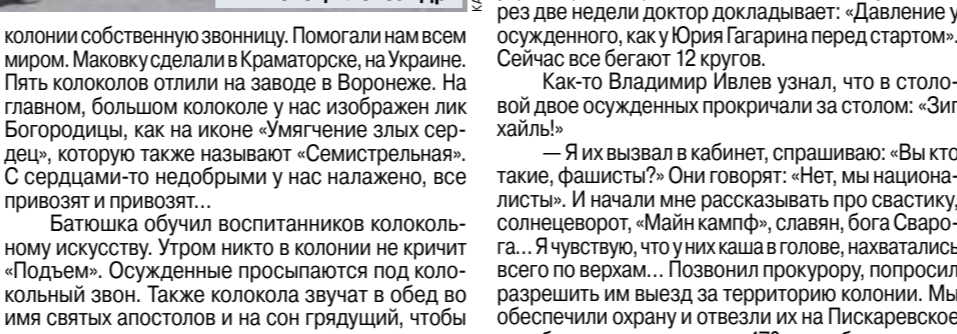 колонии собственную звонницу. Помогали нам всем
миром. Маковку сделали в Краматорске, на Украине.
Пять колоколов отлили на заводе в Воронеже. На
главном, большом колоколе у нас изображен лик
Богородицы, как на иконе «Умягчение злых сер-
дец», которую также называют «Семистрельная».
С сердцами-то недобрыми у нас налажено, все
привозят и привозят...
Батюшка обучил воспитанников колоколь-
ному искусству. Утром никто в колонии не кричит
«Подъем». Осужденные просыпаются под коло-
кольный звон. Также колокола звучат в обед во
имя святых апостолов и на сон грядущий, чтобы
рез две недели доктор докладывает: «Давление у
осужденного, как у Юрия Гагарина перед стартом».
Сейчас все бегают 12 кругов.
Как-то Владимир Ивлев узнал, что в столо-
вой двое осужденных прокричали за столом: «Зиг
хайль!»
— Я их вызвал в кабинет, спрашиваю: «Вы кто
такие, фашисты?» Они говорят: «Нет, мы национа-
листы». И начали мне рассказывать про свастику,
солнцеворот, «Майн кампф», славян, бога Сваро-
га... Я чувствую, что у них каша в голове, нахватались
всего по верхам... Позвонил прокурору, попросил
разрешить им выезд за территорию колонии. Мы
обеспечили охрану и отвезли их на Пискаревское